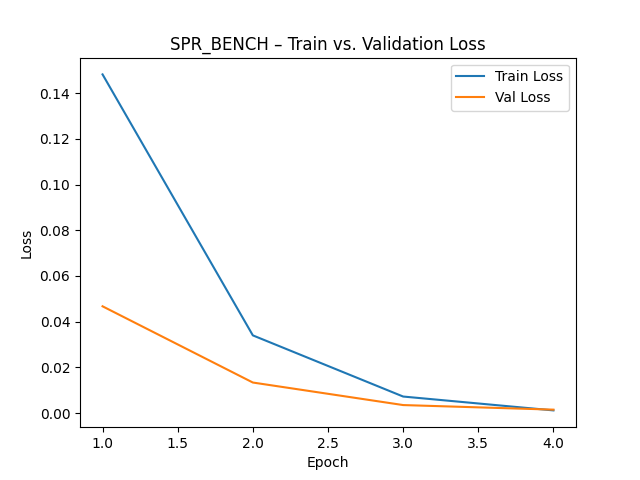 SPR_BENCH – Train vs. Validation Loss
Train Loss
Val Loss
0.14
0.12
0.10
0.08
0.06
0.04
0.02
0.00
Loss
1.0 1.5 2.0 2.5 3.0 3.5 4.0
Epoch